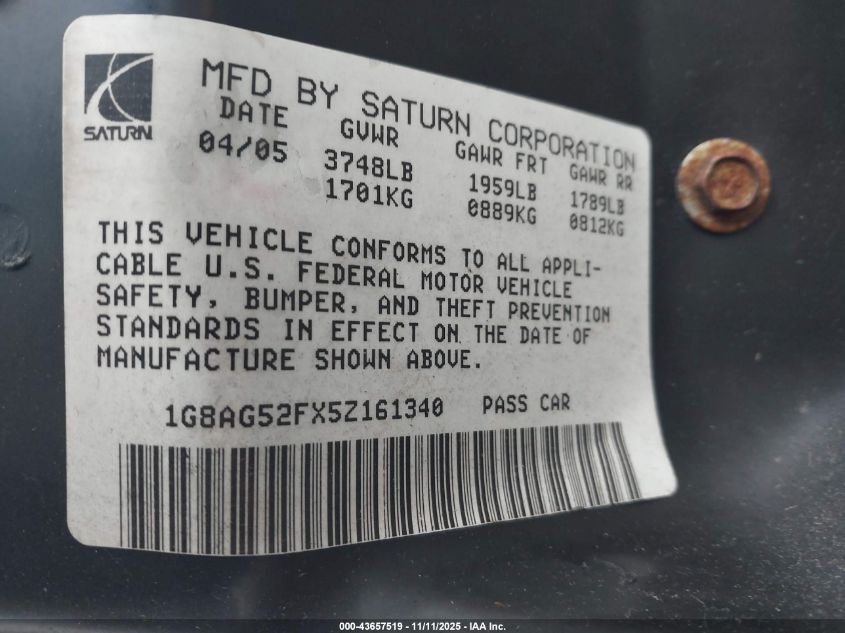 SATURN
MFD BY SATURN CORPORATION
DATE GVWR GAWR FRT GAWR RR
04/05 3748LB 1959LB 1789LB
1701KG 0889KG 0812KG
THIS VEHICLE CONFORMS TO ALL APPLI-
CABLE U.S. FEDERAL MOTOR VEHICLE
SAFETY, BUMPER, AND THEFT PREVENTION
STANDARDS IN EFFECT ON THE DATE OF
MANUFACTURE SHOWN ABOVE.
1G8AG52FX5Z161340 PASS CAR
000-43657519 - 11/11/2025 - IAA Inc.